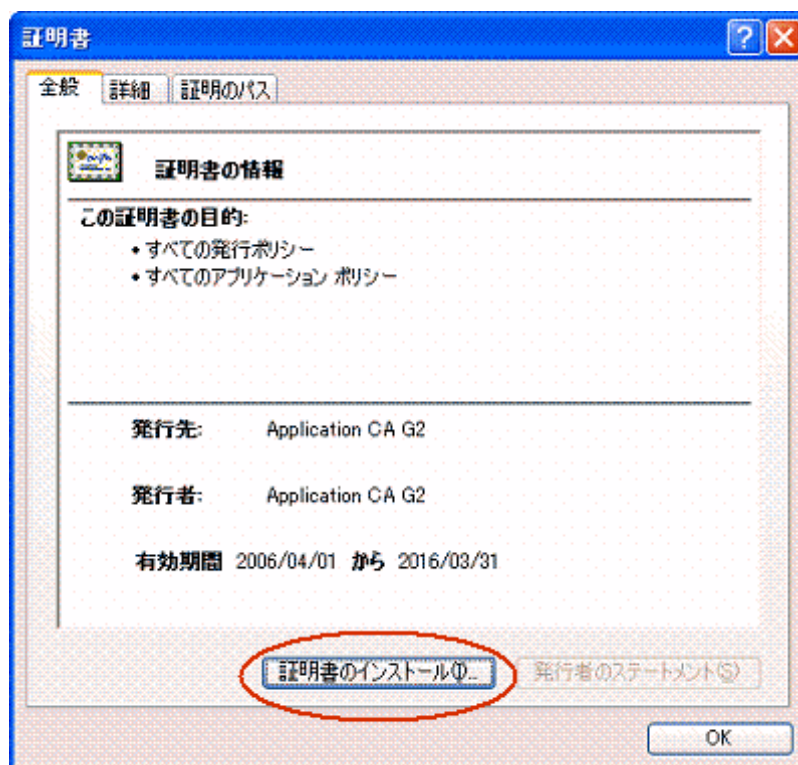 証明書
全般 詳細 証明のパス
証明書の情報
この証明書の目的:
• すべての発行ポリシー
• すべてのアプリケーション ポリシー
発行先: Application CA G2
発行者: Application CA G2
有効期間 2006/04/01 から 2016/03/31
証明書のインストール(I)... 発行者のステートメント(S)
OK